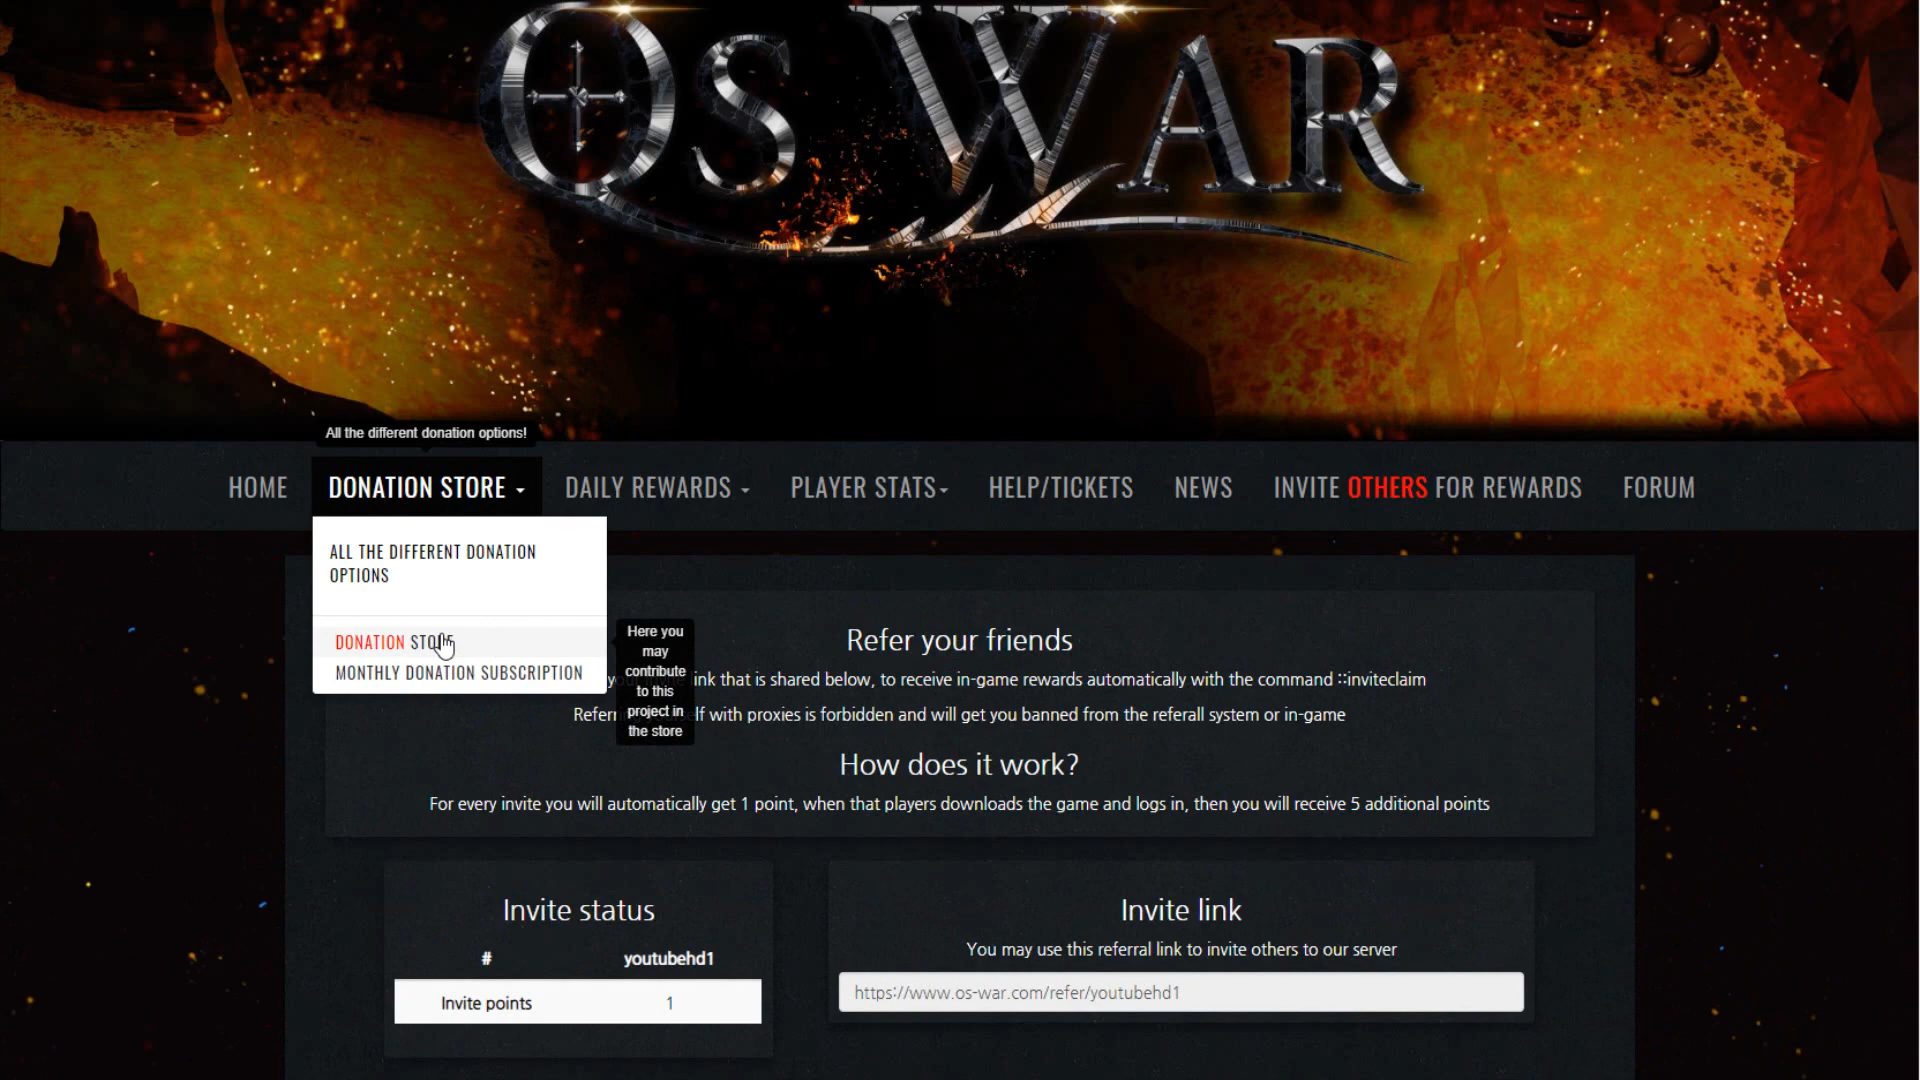 Os War
All the different donation options!
HOME DONATION STORE DAILY REWARDS PLAYER STATS HELP/TICKETS NEWS INVITE OTHERS FOR REWARDS FORUM
ALL THE DIFFERENT DONATION
OPTIONS
DONATION STORE
MONTHLY DONATION SUBSCRIPTION
Here you
may
contribute
to this
project in
the store
Refer your friends
link that is shared below, to receive in-game rewards automatically with the command ::inviteclaim
with proxies is forbidden and will get you banned from the referall system or in-game
How does it work?
For every invite you will automatically get 1 point, when that players downloads the game and logs in, then you will receive 5 additional points
Invite status
# youtubehd1
Invite points 1
Invite link
You may use this referral link to invite others to our server
https://www.os-war.com/refer/youtubehd1